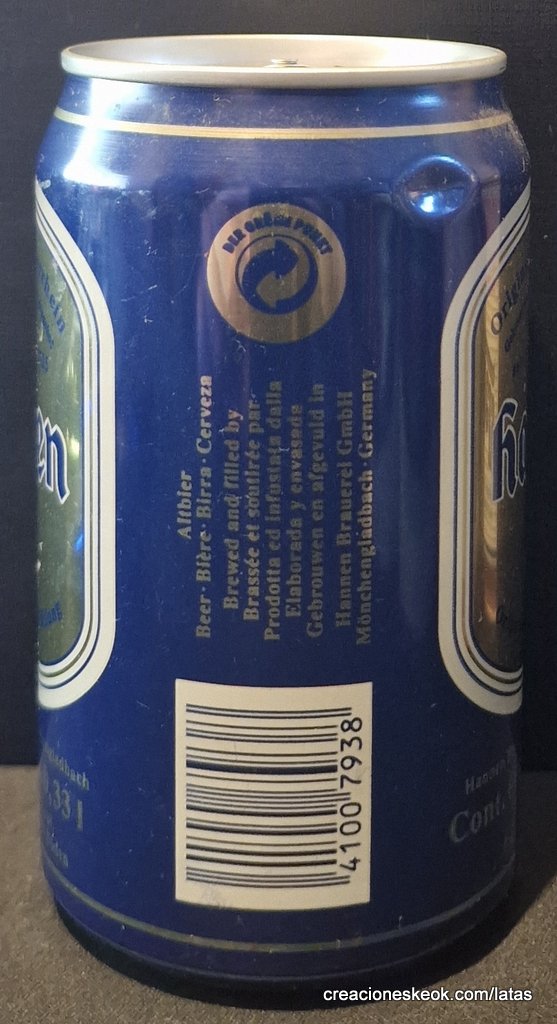 DER GRÜNE PUNKT
Altbier
Beer · Bière · Birra · Cerveza
Brewed and filled by
Brassée et soutirée par
Prodotta ed infustata dalla
Elaborada y envasada
Gebrouwen en afgevuld in
Hannen Brauerei GmbH
Mönchengladbach · Germany
4100 7938
en
,33 l
Hannen
Cont.
creacioneskeok.com/latas